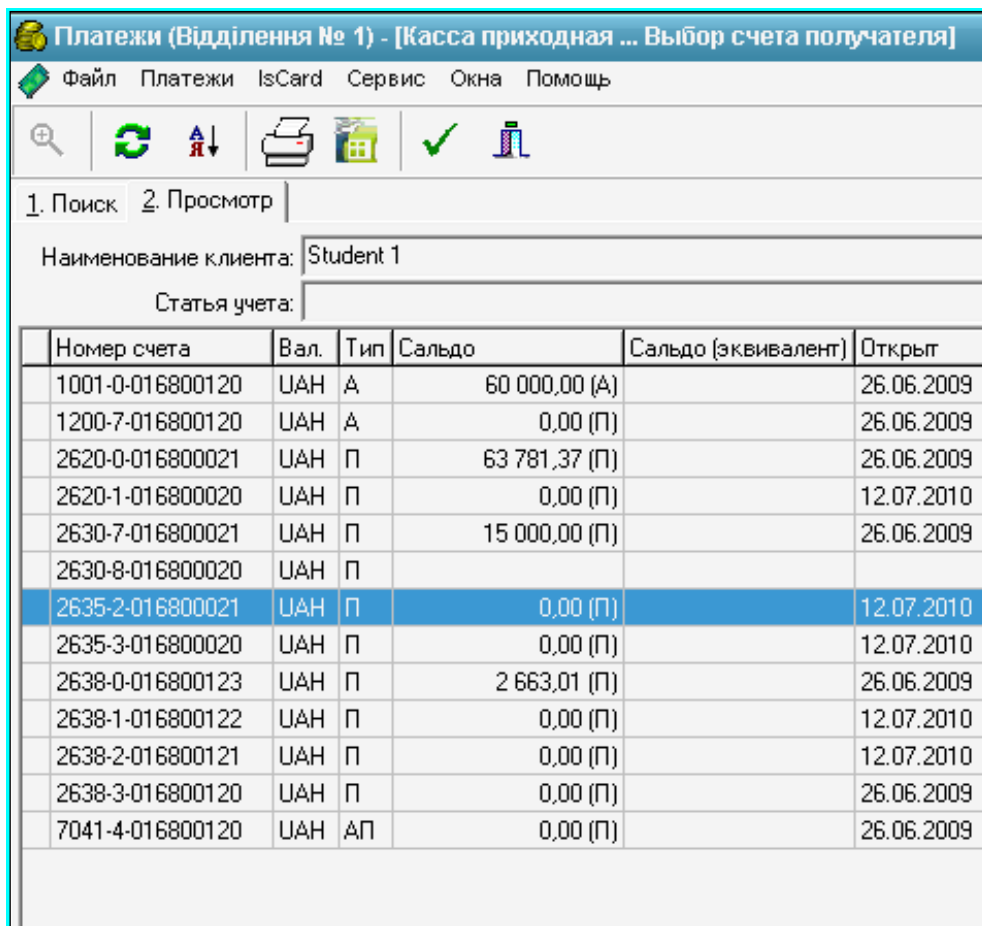 Платежи (Відділення № 1) - [Касса приходная ... Выбор счета получателя]
Файл Платежи IsCard Сервис Окна Помощь
А Я
1. Поиск 2. Просмотр
Наименование клиента: Student 1
Статья учета:
Номер счета Вал. Тип Сальдо Сальдо (эквивалент) Открыт
1001-0-016800120 UAH А 60 000,00 (А) 26.06.2009
1200-7-016800120 UAH А 0,00 (П) 26.06.2009
2620-0-016800021 UAH П 63 781,37 (П) 26.06.2009
2620-1-016800020 UAH П 0,00 (П) 12.07.2010
2630-7-016800021 UAH П 15 000,00 (П) 26.06.2009
2630-8-016800020 UAH П
2635-2-016800021 UAH П 0,00 (П) 12.07.2010
2635-3-016800020 UAH П 0,00 (П) 12.07.2010
2638-0-016800123 UAH П 2 663,01 (П) 26.06.2009
2638-1-016800122 UAH П 0,00 (П) 12.07.2010
2638-2-016800121 UAH П 0,00 (П) 12.07.2010
2638-3-016800120 UAH П 0,00 (П) 26.06.2009
7041-4-016800120 UAH АП 0,00 (П) 26.06.2009